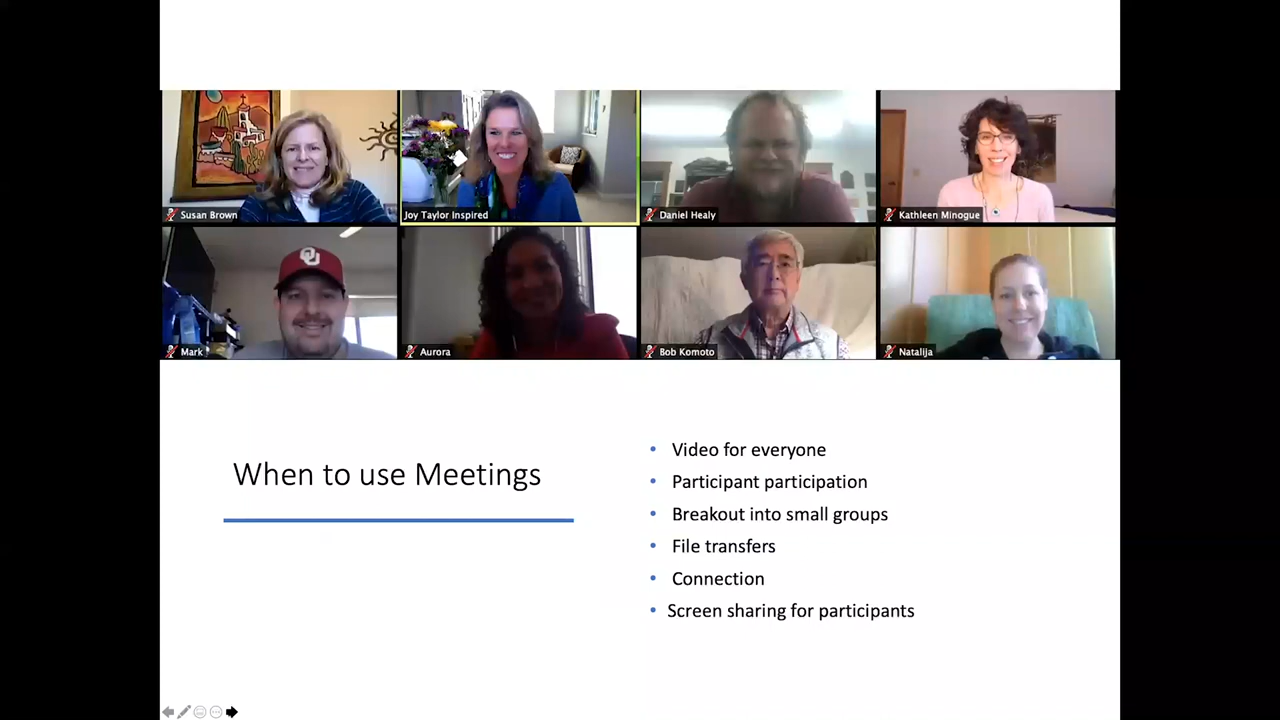 Susan Brown
Joy Taylor Inspired
Daniel Healy
Kathleen Minogue
OU
Mark
Aurora
Bob Komoto
Natalija
When to use Meetings
• Video for everyone
• Participant participation
• Breakout into small groups
• File transfers
• Connection
• Screen sharing for participants